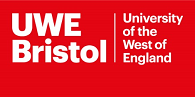 UWE
Bristol
University
of the
West of
England